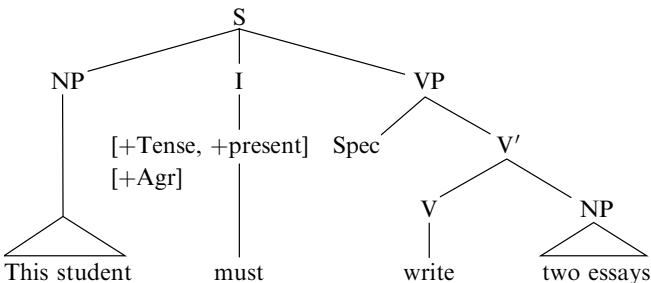 S
NP I VP
[+Tense, +present] Spec V′
[+Agr]
V NP
This student must write two essays